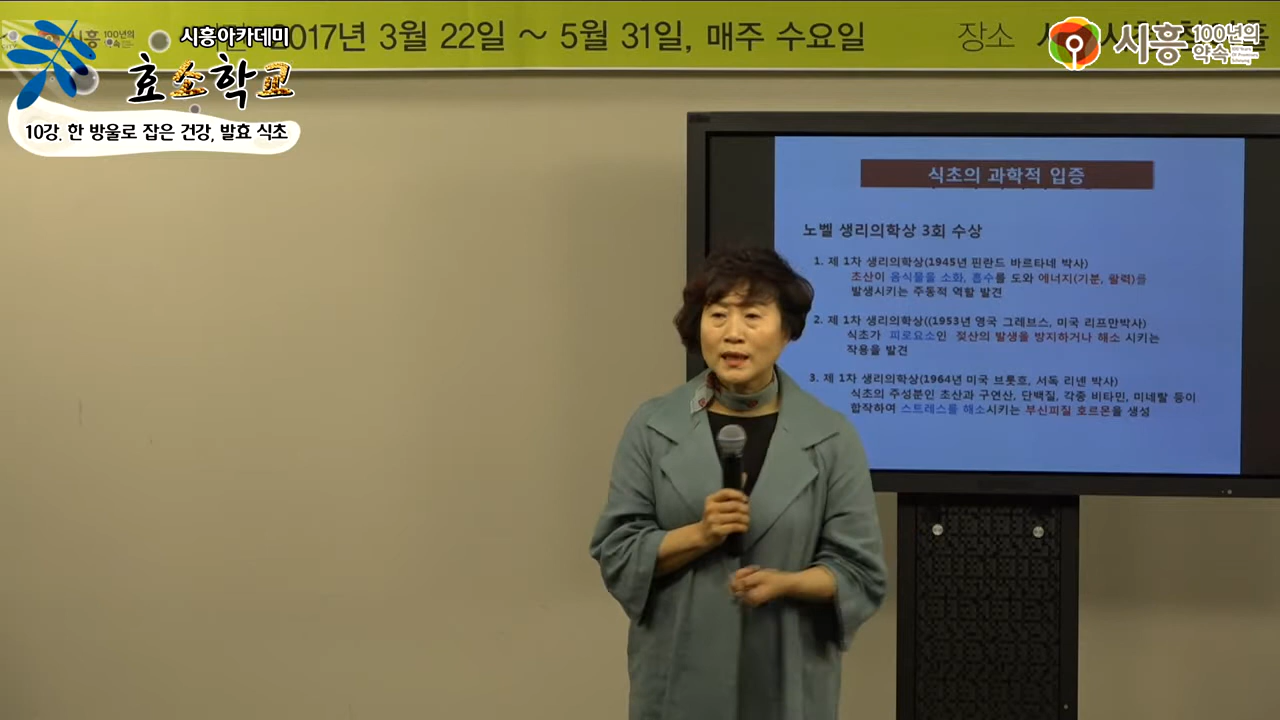 2017년 3월 22일 ~ 5월 31일, 매주 수요일
장소
시흥 100년의 약속
시흥아카데미
효소학교
10강. 한 방울로 잡은 건강, 발효 식초
식초의 과학적 입증
노벨 생리의학상 3회 수상
1. 제 1차 생리의학상(1945년 핀란드 바르타네 박사)
초산이 음식물을 소화, 흡수를 도와 에너지(기분, 활력)를
발생시키는 주동적 역할 발견
2. 제 1차 생리의학상((1953년 영국 그레브스, 미국 리프만박사)
식초가 피로요소인 젖산의 발생을 방지하거나 해소 시키는
작용을 발견
3. 제 1차 생리의학상(1964년 미국 브롯호, 서독 리넨 박사)
식초의 주성분인 초산과 구연산, 단백질, 각종 비타민, 미네랄 등이
합작하여 스트레스를 해소시키는 부신피질 호르몬을 생성